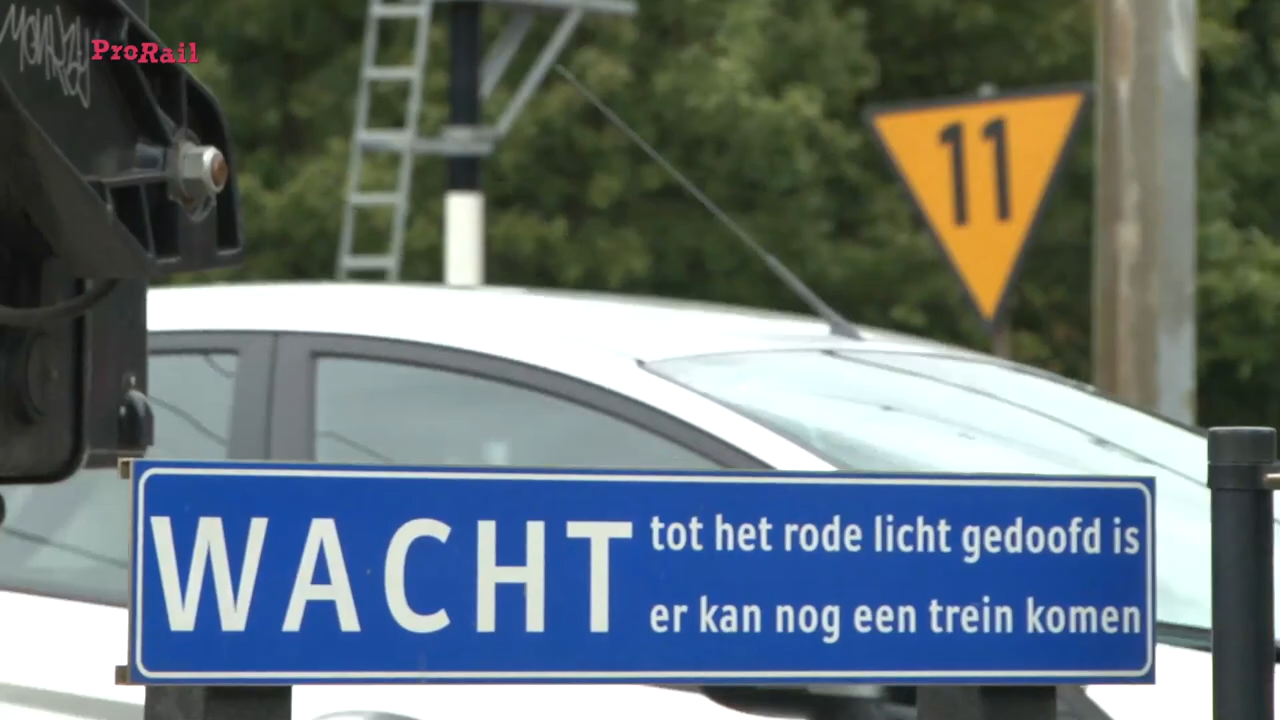 ProRail
11
WACHT
tot het rode licht gedoofd is
er kan nog een trein komen